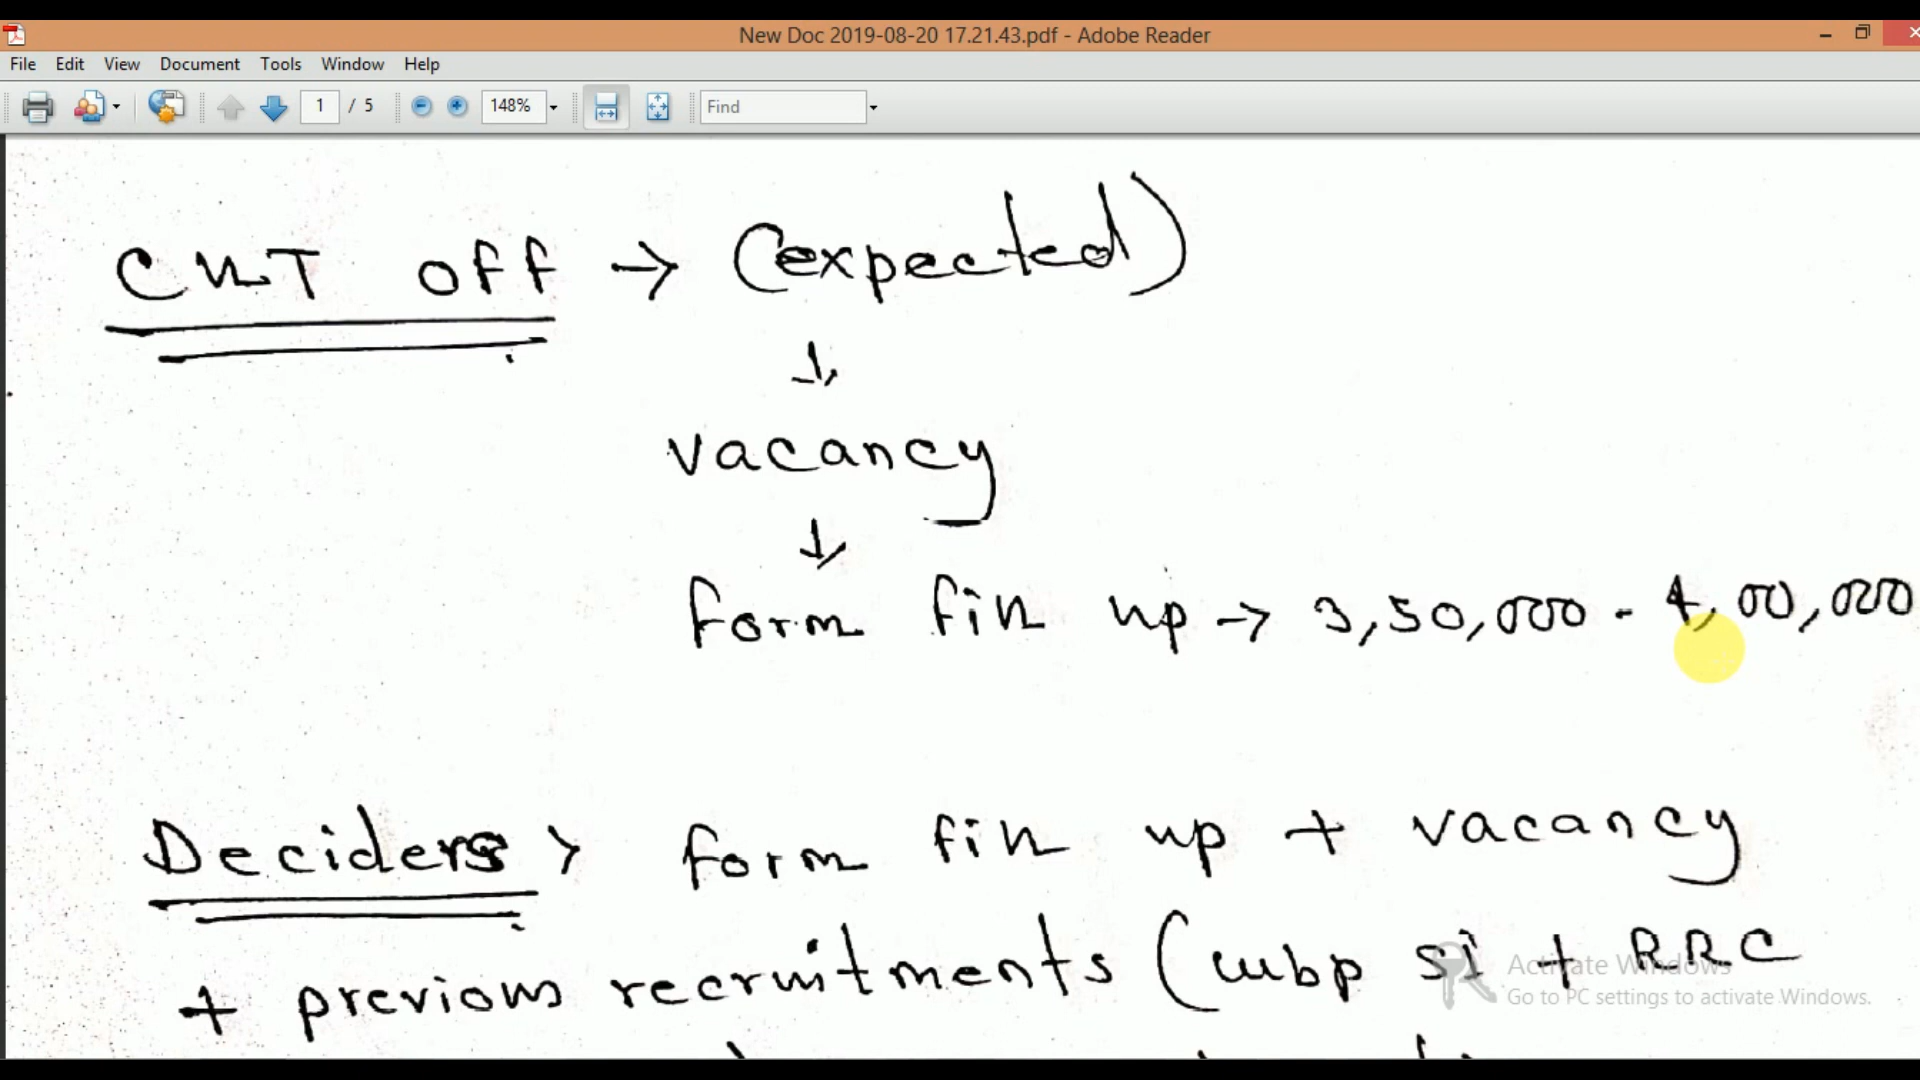 New Doc 2019-08-20 17.21.43.pdf - Adobe Reader
File Edit View Document Tools Window Help
1 / 5 148% Find
CUT off → (expected)
↓
vacancy
↓
form fill up → 3,50,000 - 4,00,000
Deciders > form fill up + vacancy
+ previous recruitments (wbp si + RRC
Activate Windows
Go to PC settings to activate Windows.